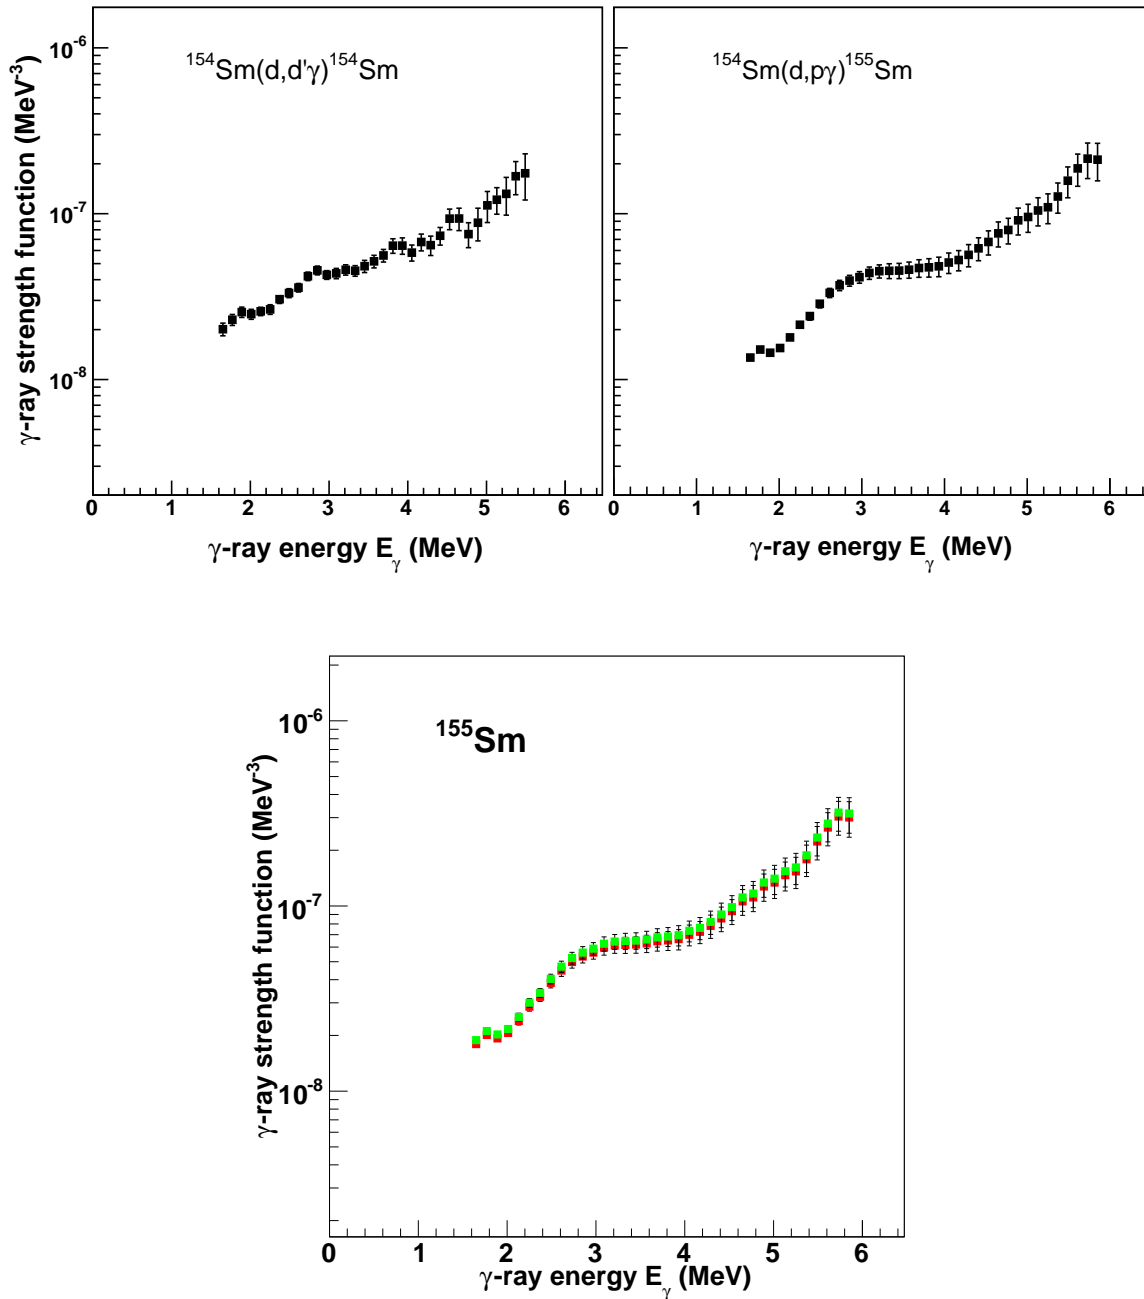 γ-ray strength function (MeV⁻³)
¹⁵⁴Sm(d,d'γ)¹⁵⁴Sm
10⁻⁶
10⁻⁷
10⁻⁸
0 1 2 3 4 5 6
γ-ray energy E_γ (MeV)
¹⁵⁴Sm(d,pγ)¹⁵⁵Sm
0 1 2 3 4 5 6
γ-ray energy E_γ (MeV)
γ-ray strength function (MeV⁻³)
¹⁵⁵Sm
10⁻⁶
10⁻⁷
10⁻⁸
0 1 2 3 4 5 6
γ-ray energy E_γ (MeV)